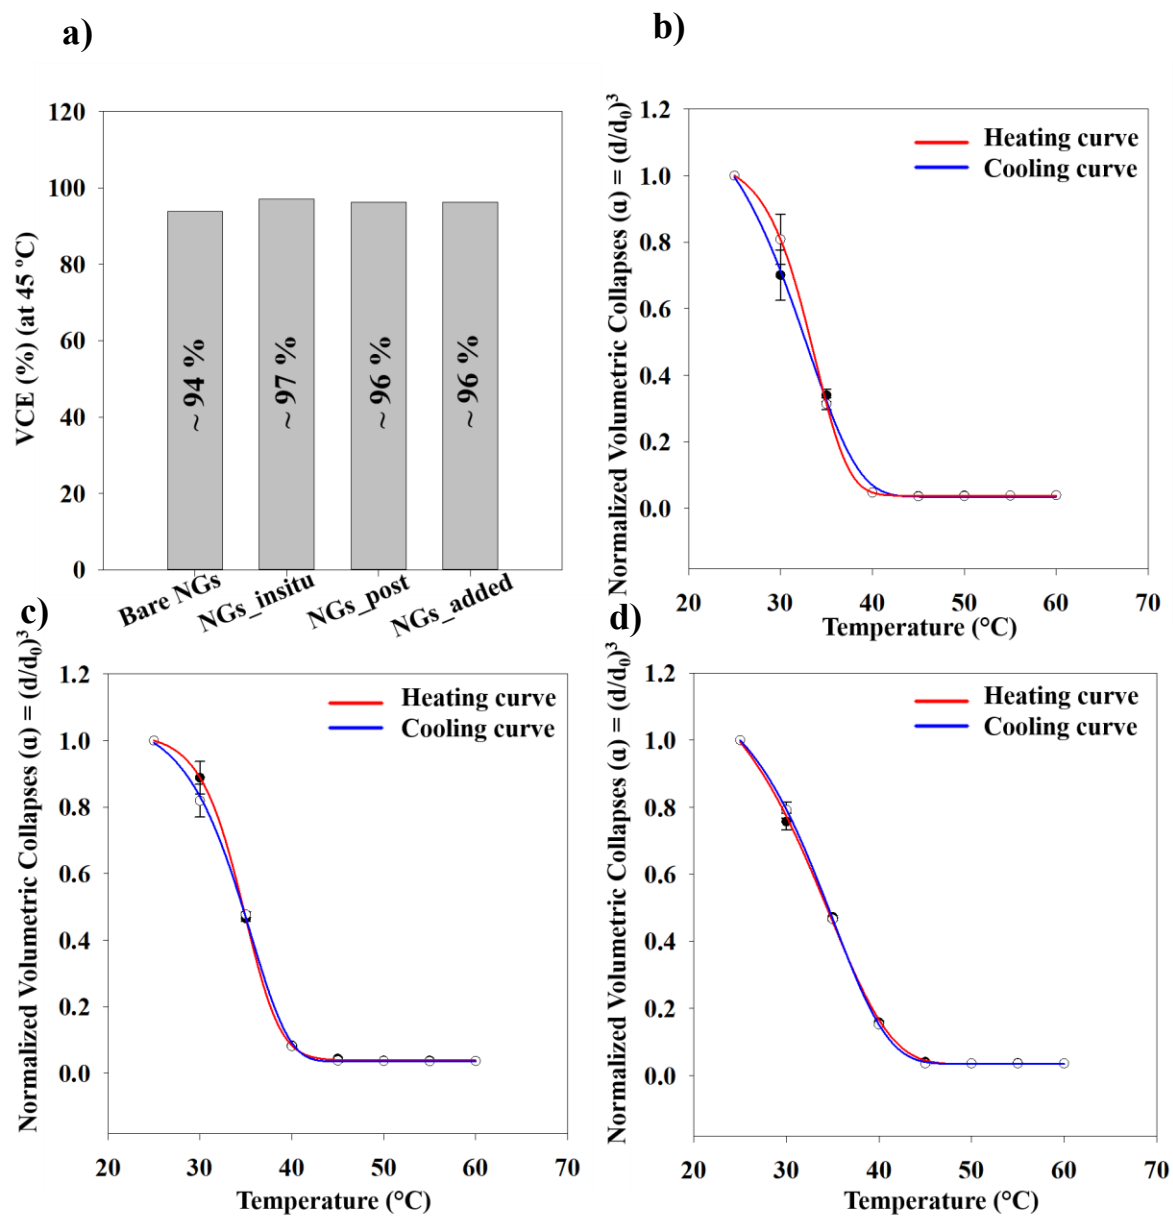 a)
120
100
80
60
40
20
0
VCE (%) (at 45 ºC)
~ 94 %
~ 97 %
~ 96 %
~ 96 %
Bare NGs
NGs_insitu
NGs_post
NGs_added
b)
Normalized Volumetric Collapses (ɑ) = (d/d₀)³
1.2
1.0
0.8
0.6
0.4
0.2
0.0
Heating curve
Cooling curve
20 30 40 50 60 70
Temperature (°C)
c)
Normalized Volumetric Collapses (ɑ) = (d/d₀)³
1.2
1.0
0.8
0.6
0.4
0.2
0.0
Heating curve
Cooling curve
20 30 40 50 60 70
Temperature (°C)
d)
Normalized Volumetric Collapses (ɑ) = (d/d₀)³
1.2
1.0
0.8
0.6
0.4
0.2
0.0
Heating curve
Cooling curve
20 30 40 50 60 70
Temperature (°C)